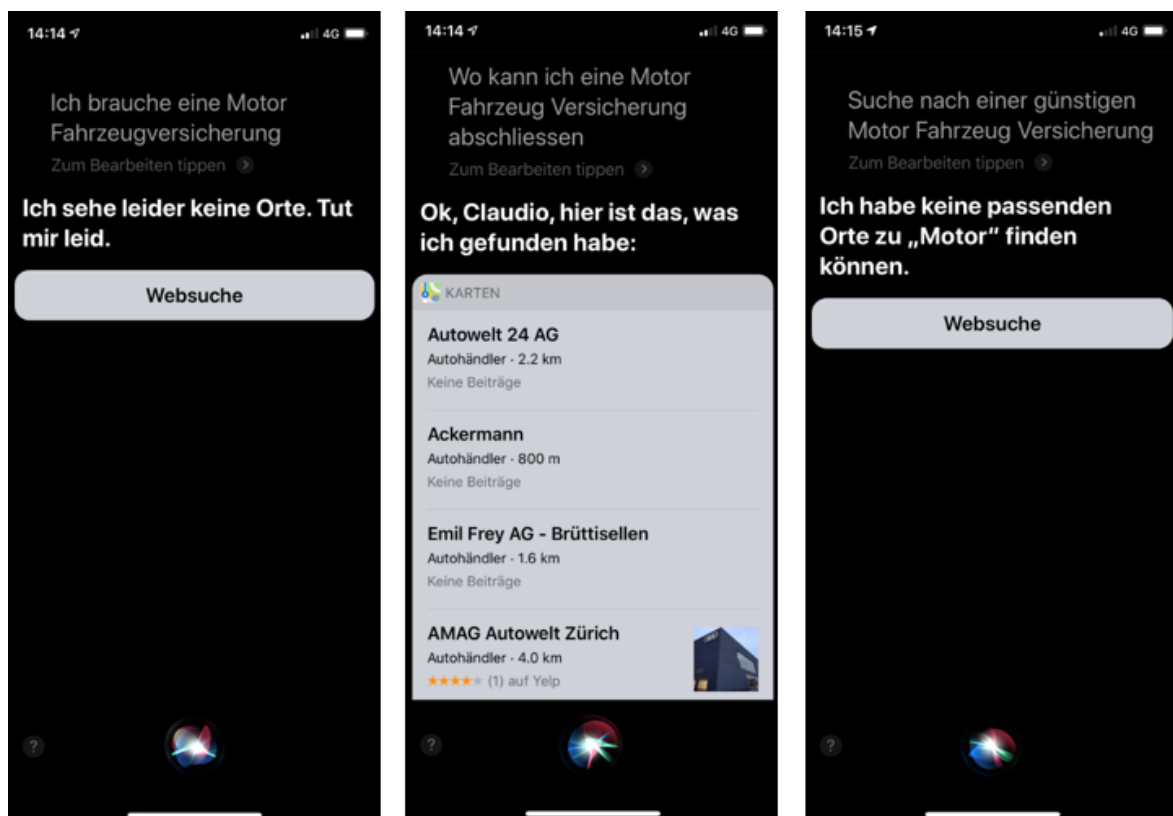 14:14
4G
Ich brauche eine Motor
Fahrzeugversicherung
Zum Bearbeiten tippen
Ich sehe leider keine Orte. Tut
mir leid.
Websuche
?
14:14
4G
Wo kann ich eine Motor
Fahrzeug Versicherung
abschliessen
Zum Bearbeiten tippen
Ok, Claudio, hier ist das, was
ich gefunden habe:
KARTEN
Autowelt 24 AG
Autohändler · 2.2 km
Keine Beiträge
Ackermann
Autohändler · 800 m
Keine Beiträge
Emil Frey AG - Brüttisellen
Autohändler · 1.6 km
Keine Beiträge
AMAG Autowelt Zürich
Autohändler · 4.0 km
★★★★★ (1) auf Yelp
?
14:15
4G
Suche nach einer günstigen
Motor Fahrzeug Versicherung
Zum Bearbeiten tippen
Ich habe keine passenden
Orte zu „Motor“ finden
können.
Websuche
?